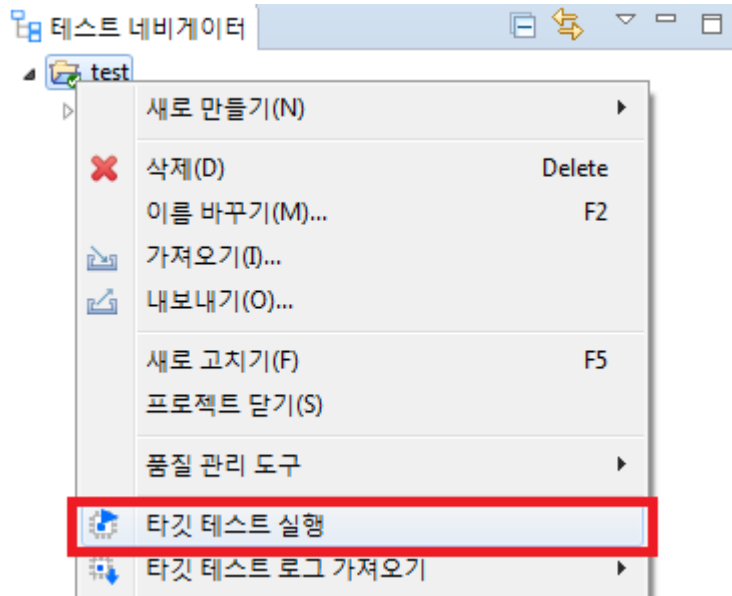 테스트 네비게이터
test
새로 만들기(N)
삭제(D) Delete
이름 바꾸기(M)... F2
가져오기(I)...
내보내기(O)...
새로 고치기(F) F5
프로젝트 닫기(S)
품질 관리 도구
타깃 테스트 실행
타깃 테스트 로그 가져오기